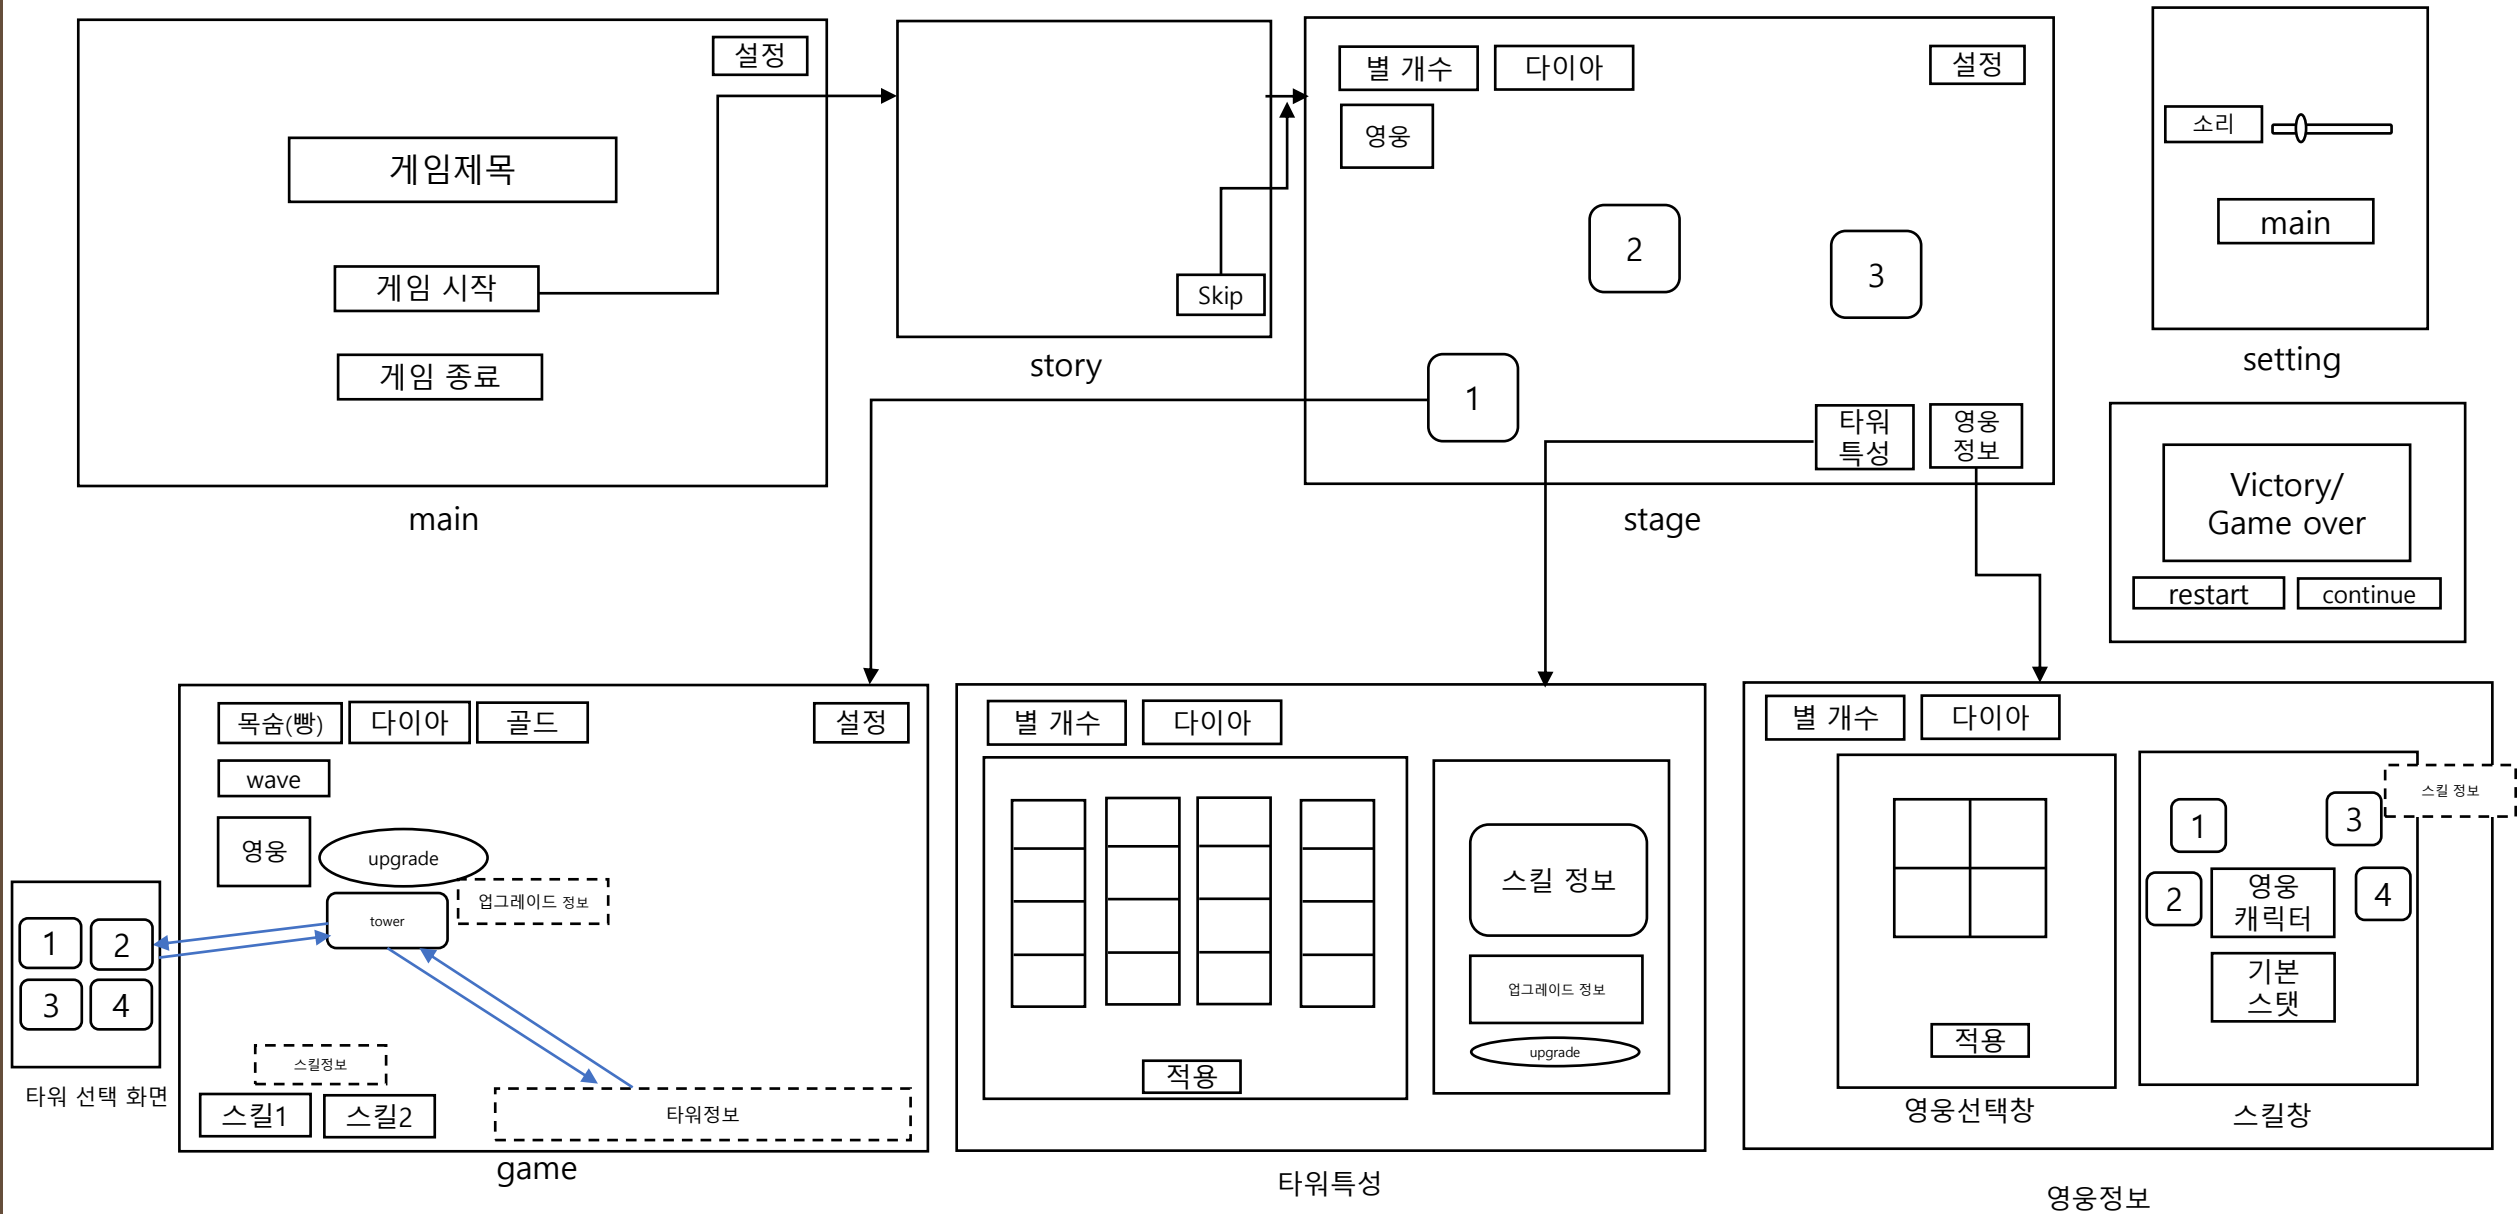 설정
게임제목
게임 시작
게임 종료
main
Skip
story
별 개수
다이아
설정
영웅
2
3
1
타워
특성
영웅
정보
stage
소리
main
setting
Victory/
Game over
restart
continue
목숨(빵)
다이아
골드
설정
wave
영웅
upgrade
업그레이드 정보
tower
1
2
3
4
타워 선택 화면
스킬정보
스킬1
스킬2
타워정보
game
별 개수
다이아
스킬 정보
업그레이드 정보
upgrade
적용
타워특성
별 개수
다이아
적용
영웅선택창
스킬 정보
1
3
2
4
영웅
캐릭터
기본
스탯
스킬창
영웅정보